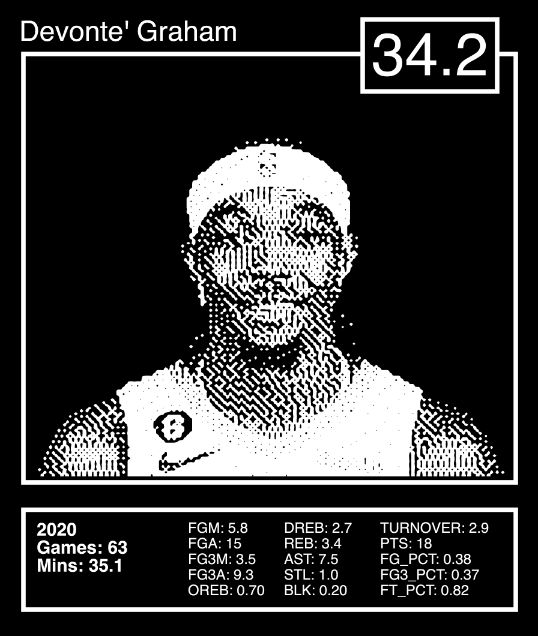 Devonte' Graham
34.2
6
2020
Games: 63
Mins: 35.1
FGM: 5.8
FGA: 15
FG3M: 3.5
FG3A: 9.3
OREB: 0.70
DREB: 2.7
REB: 3.4
AST: 7.5
STL: 1.0
BLK: 0.20
TURNOVER: 2.9
PTS: 18
FG_PCT: 0.38
FG3_PCT: 0.37
FT_PCT: 0.82